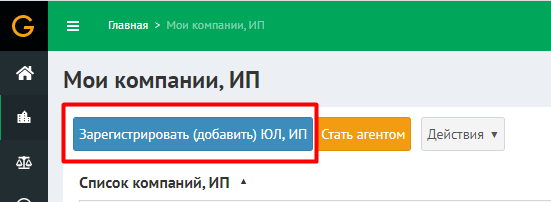 Главная > Мои компании, ИП
Мои компании, ИП
Зарегистрировать (добавить) ЮЛ, ИП Стать агентом Действия ▼
Список компаний, ИП ▲